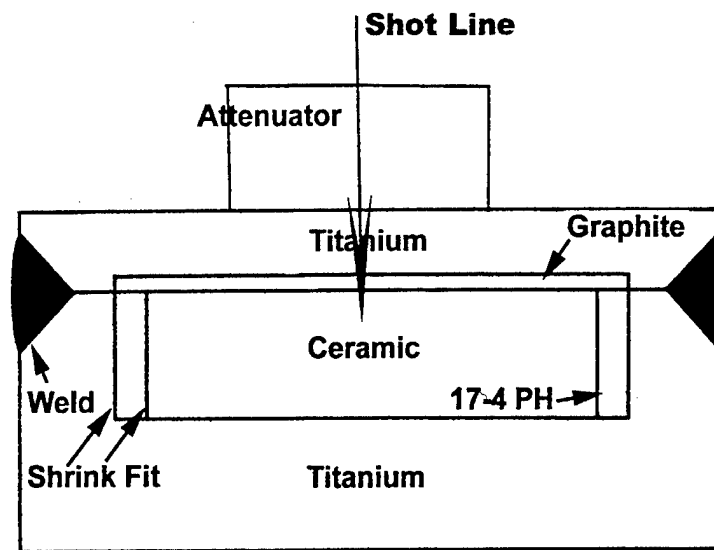 Shot Line
Attenuator
Titanium
Graphite
Ceramic
Weld
17-4 PH
Shrink Fit
Titanium